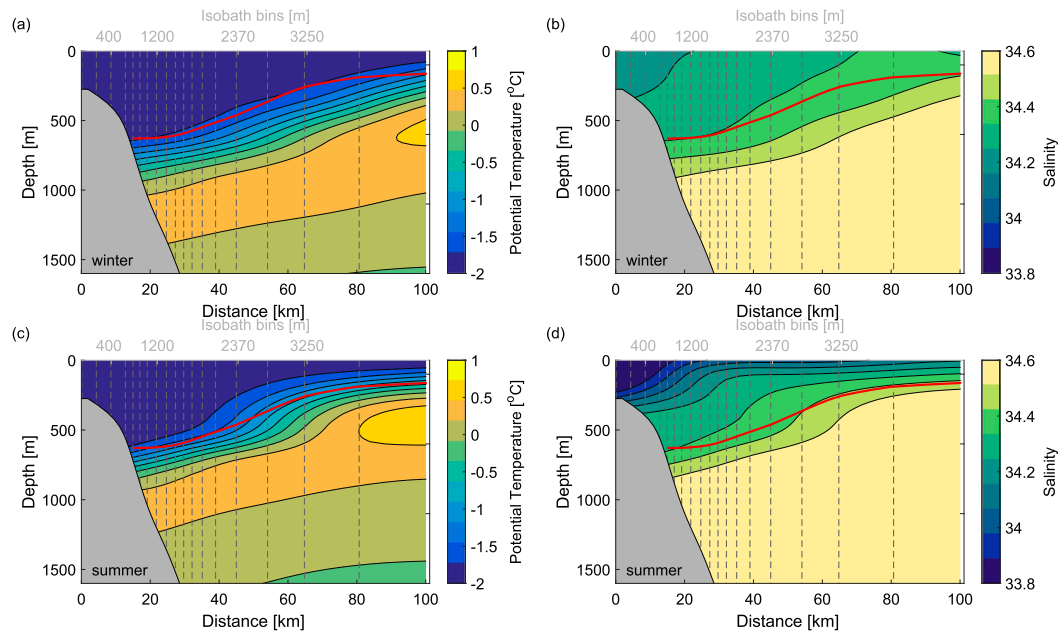 (a)
Isobath bins [m]
400 1200 2370 3250
0
500
1000
1500
Depth [m]
winter
0 20 40 60 80 100
Distance [km]
1
0.5
0
-0.5
-1
-1.5
-2
Potential Temperature [°C]
(b)
Isobath bins [m]
400 1200 2370 3250
0
500
1000
1500
Depth [m]
winter
0 20 40 60 80 100
Distance [km]
34.6
34.4
34.2
34
33.8
Salinity
(c)
Isobath bins [m]
400 1200 2370 3250
0
500
1000
1500
Depth [m]
summer
0 20 40 60 80 100
Distance [km]
1
0.5
0
-0.5
-1
-1.5
-2
Potential Temperature [°C]
(d)
Isobath bins [m]
400 1200 2370 3250
0
500
1000
1500
Depth [m]
summer
0 20 40 60 80 100
Distance [km]
34.6
34.4
34.2
34
33.8
Salinity